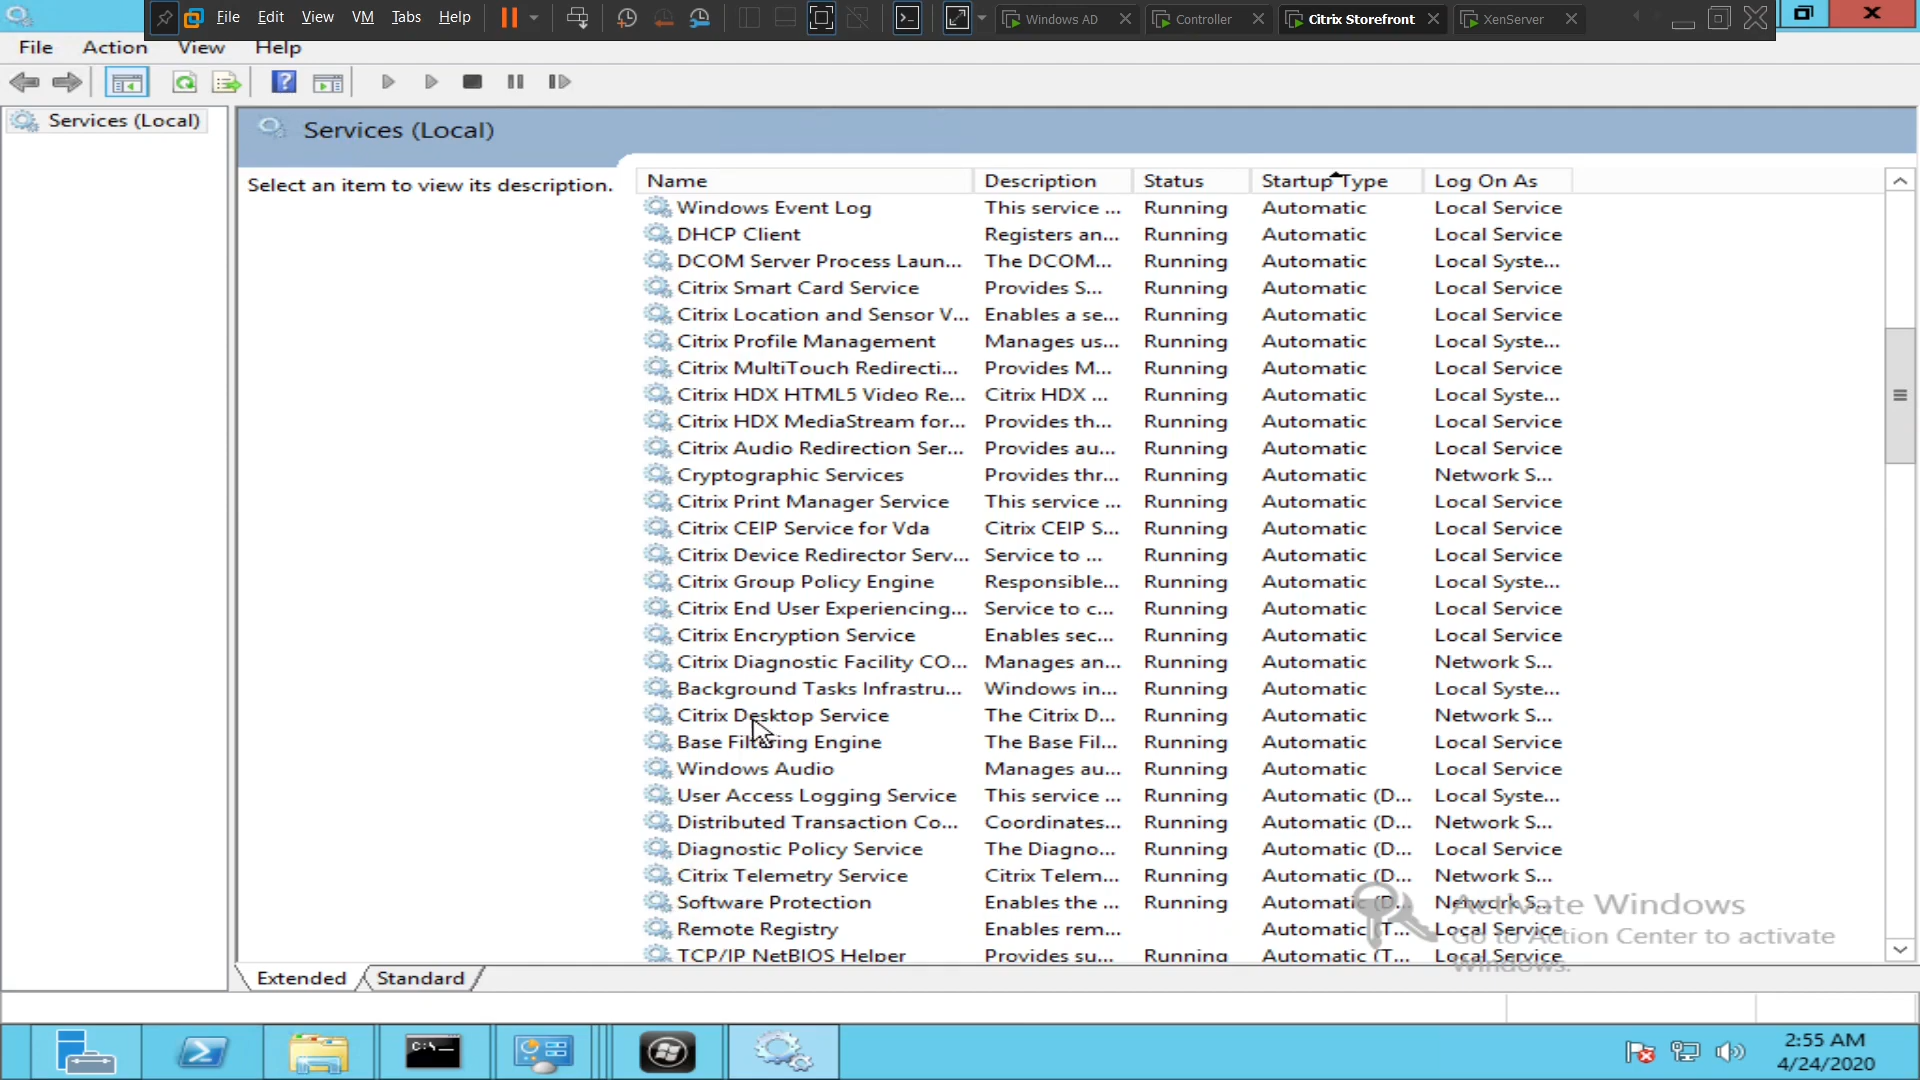 File Edit View VM Tabs Help Windows AD Controller Citrix Storefront XenServer
File Action View Help
Services (Local)
Services (Local)
Select an item to view its description.
Name Description Status Startup Type Log On As
Windows Event Log This service ... Running Automatic Local Service
DHCP Client Registers an... Running Automatic Local Service
DCOM Server Process Laun... The DCOM... Running Automatic Local Syste...
Citrix Smart Card Service Provides S... Running Automatic Local Service
Citrix Location and Sensor V... Enables a se... Running Automatic Local Service
Citrix Profile Management Manages us... Running Automatic Local Syste...
Citrix MultiTouch Redirecti... Provides M... Running Automatic Local Service
Citrix HDX HTML5 Video Re... Citrix HDX ... Running Automatic Local Syste...
Citrix HDX MediaStream for... Provides th... Running Automatic Local Service
Citrix Audio Redirection Ser... Provides au... Running Automatic Local Service
Cryptographic Services Provides thr... Running Automatic Network S...
Citrix Print Manager Service This service ... Running Automatic Local Service
Citrix CEIP Service for Vda Citrix CEIP S... Running Automatic Local Service
Citrix Device Redirector Serv... Service to ... Running Automatic Local Service
Citrix Group Policy Engine Responsible... Running Automatic Local Syste...
Citrix End User Experiencing... Service to c... Running Automatic Local Service
Citrix Encryption Service Enables sec... Running Automatic Local Service
Citrix Diagnostic Facility CO... Manages an... Running Automatic Network S...
Background Tasks Infrastru... Windows in... Running Automatic Local Syste...
Citrix Desktop Service The Citrix D... Running Automatic Network S...
Base Filtering Engine The Base Fil... Running Automatic Local Service
Windows Audio Manages au... Running Automatic Local Service
User Access Logging Service This service ... Running Automatic (D... Local Syste...
Distributed Transaction Co... Coordinates... Running Automatic (D... Network S...
Diagnostic Policy Service The Diagno... Running Automatic (D... Local Service
Citrix Telemetry Service Citrix Telem... Running Automatic (D... Network S...
Software Protection Enables the ... Running Automatic (D... Network S...
Remote Registry Enables rem... Automatic (T... Local Service
TCP/IP NetBIOS Helper Provides su... Running Automatic (T... Local Service
Activate Windows
Go to Action Center to activate
Windows.
Extended Standard
C:\
2:55 AM
4/24/2020